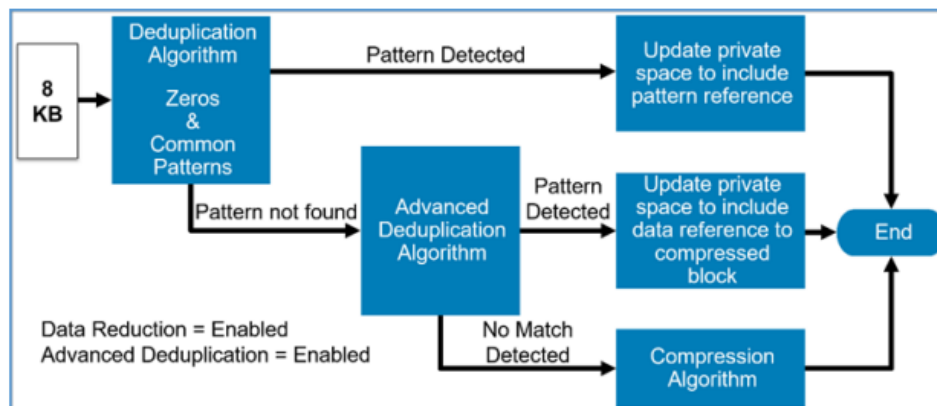 8
KB
Deduplication
Algorithm
Zeros
&
Common
Patterns
Pattern Detected
Update private
space to include
pattern reference
Pattern not found
Advanced
Deduplication
Algorithm
Pattern
Detected
Update private
space to include
data reference to
compressed
block
End
Data Reduction = Enabled
Advanced Deduplication = Enabled
No Match
Detected
Compression
Algorithm